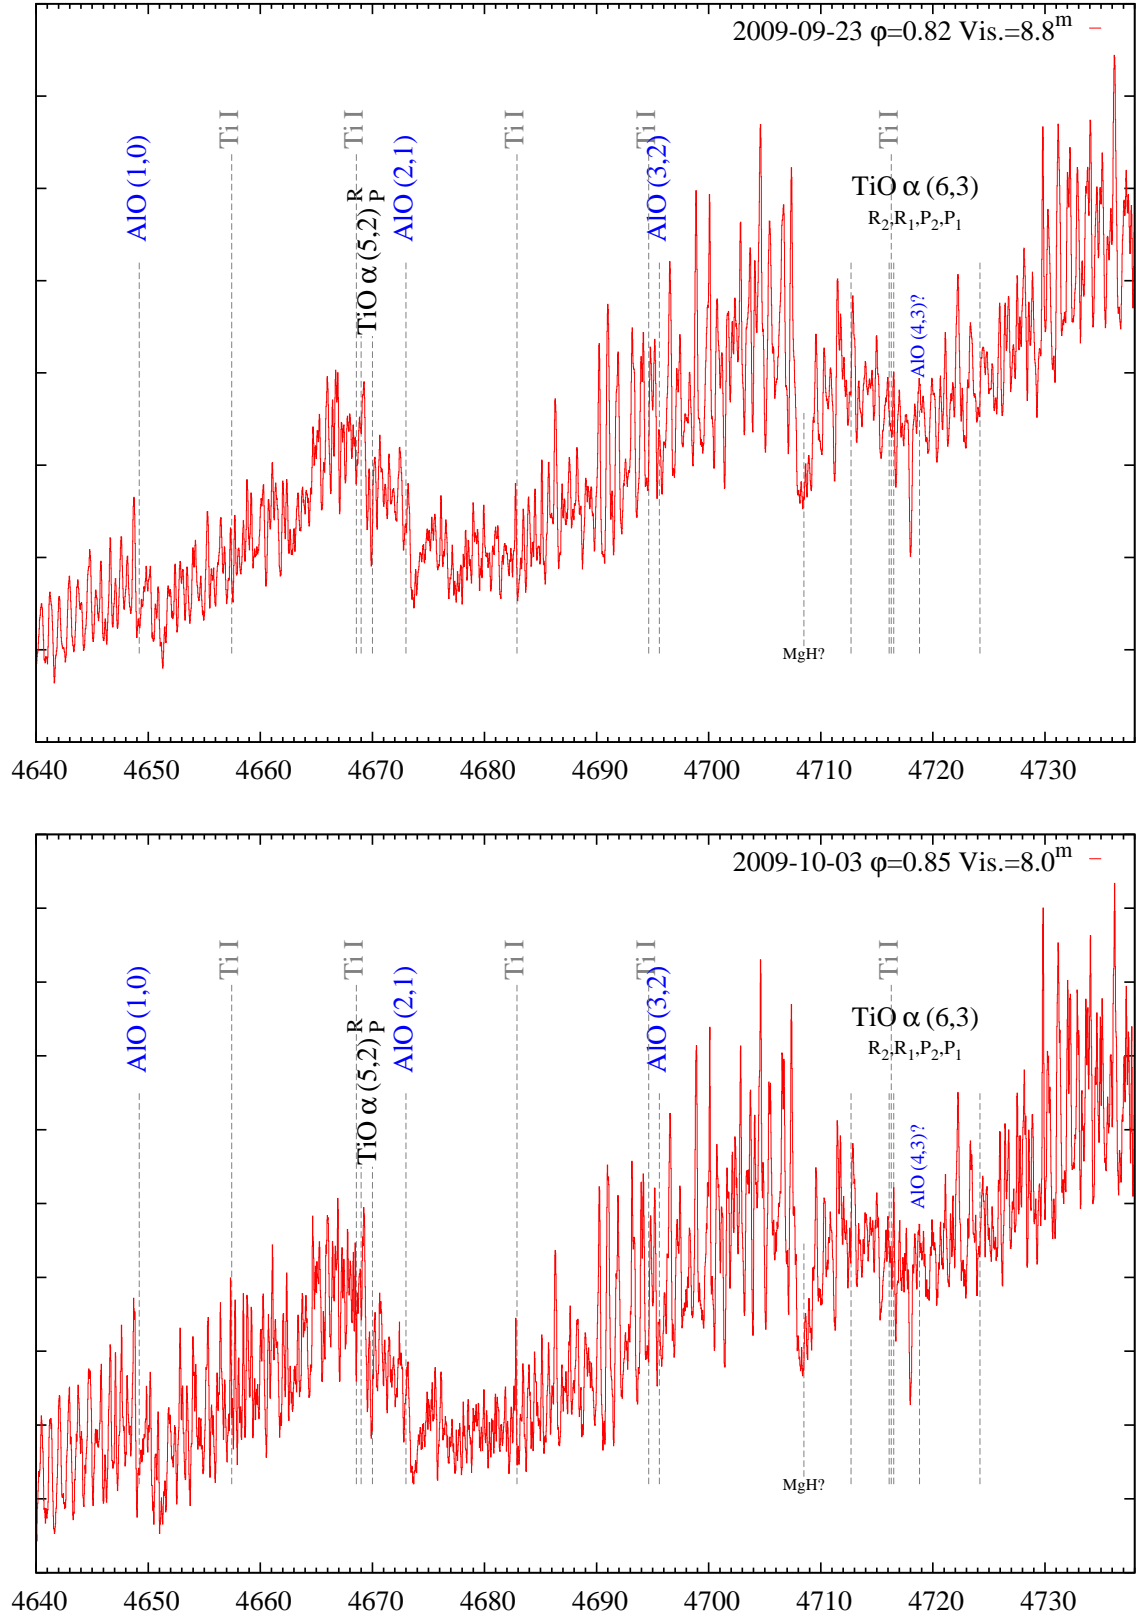 2009-09-23 φ=0.82 Vis.=8.8m
Ti I
Ti I
Ti I
Ti I
Ti I
AlO (1,0)
TiO α (5,2) R P
AlO (2,1)
AlO (3,2)
TiO α (6,3)
R2,R1,P2,P1
AlO (4,3)?
MgH?
4640 4650 4660 4670 4680 4690 4700 4710 4720 4730
2009-10-03 φ=0.85 Vis.=8.0m
Ti I
Ti I
Ti I
Ti I
Ti I
AlO (1,0)
TiO α (5,2) R P
AlO (2,1)
AlO (3,2)
TiO α (6,3)
R2,R1,P2,P1
AlO (4,3)?
MgH?
4640 4650 4660 4670 4680 4690 4700 4710 4720 4730